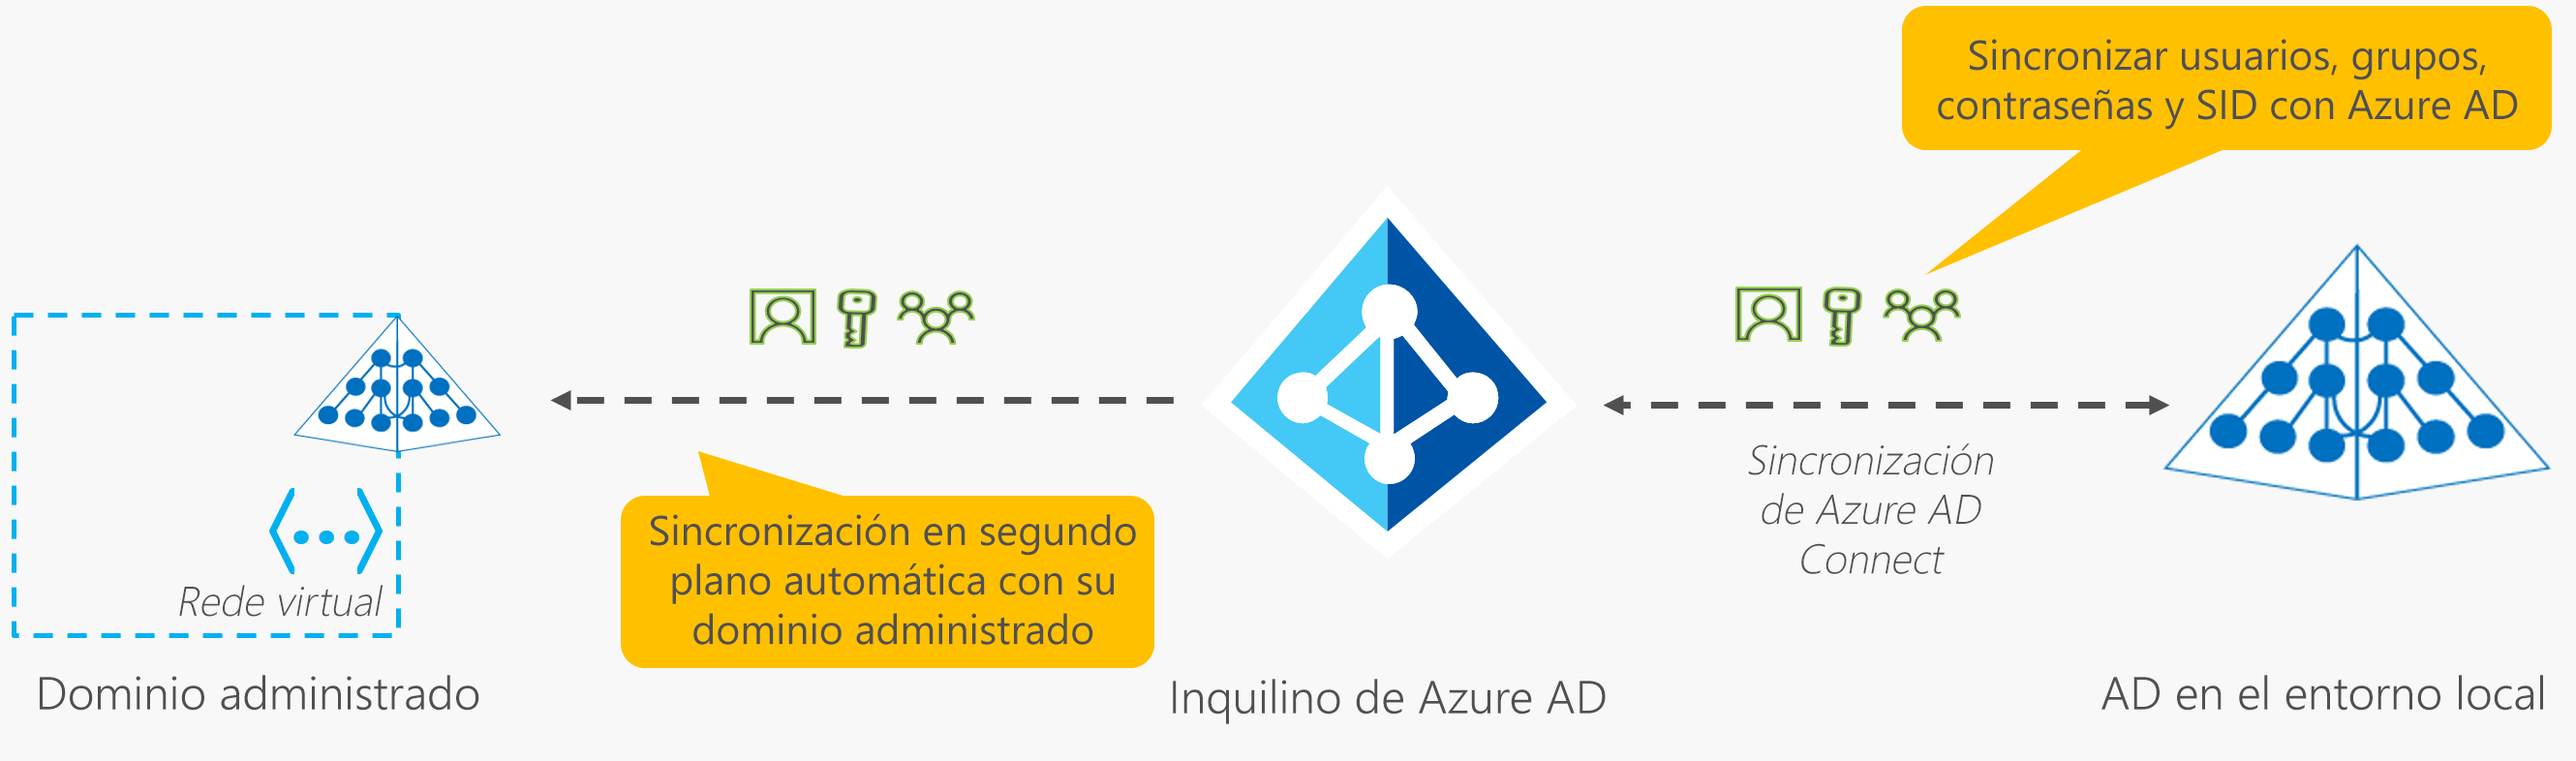 Sincronizar usuarios, grupos,
contraseñas y SID con Azure AD
Sincronización
de Azure AD
Connect
Sincronización en segundo
plano automática con su
dominio administrado
Rede virtual
Dominio administrado
Inquilino de Azure AD
AD en el entorno local